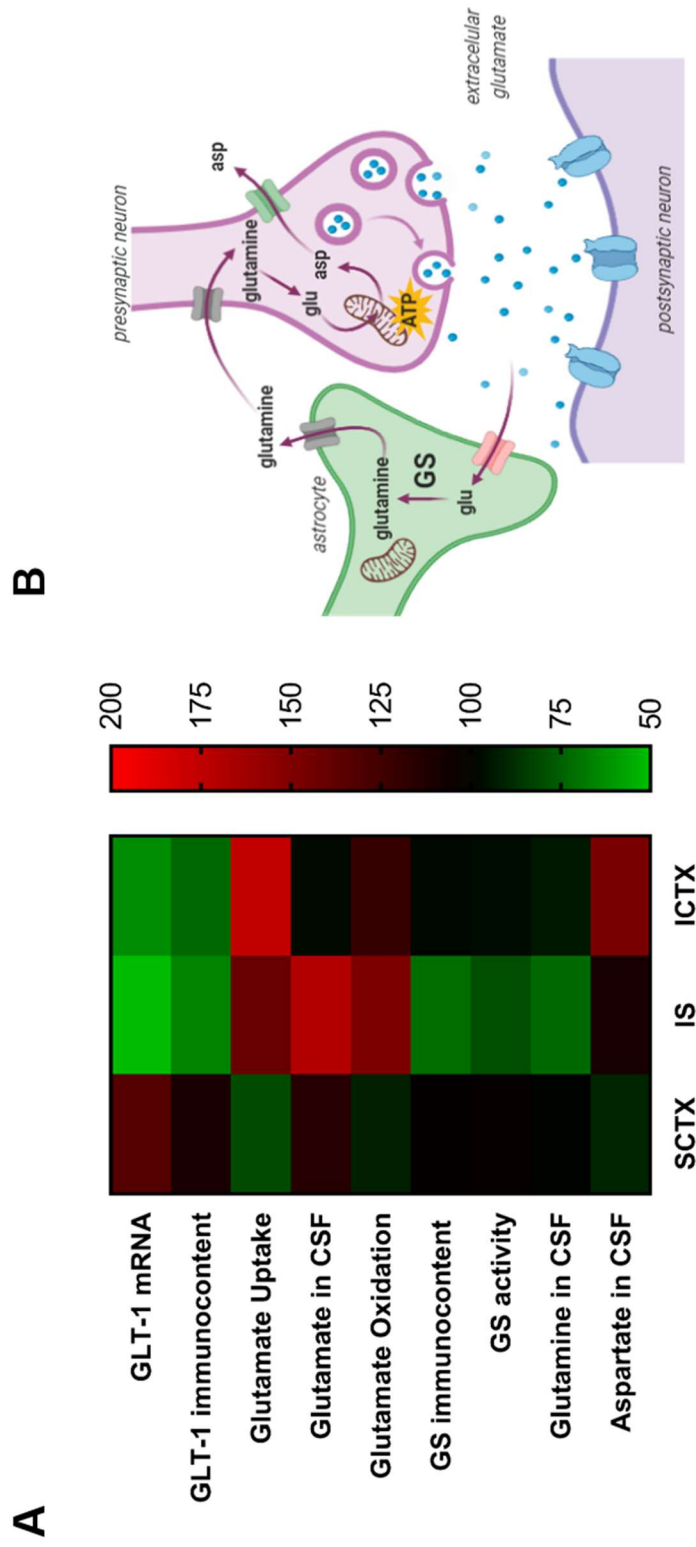 A
GLT-1 mRNA
GLT-1 immunocontent
Glutamate Uptake
Glutamate in CSF
Glutamate Oxidation
GS immunocontent
GS activity
Glutamine in CSF
Aspartate in CSF
SCTX
IS
ICTX
200
175
150
125
100
75
50
B
presynaptic neuron
asp
glutamine
glutamine
asp
glu
ATP
astrocyte
glutamine
GS
glu
extracelular
glutamate
postsynaptic neuron